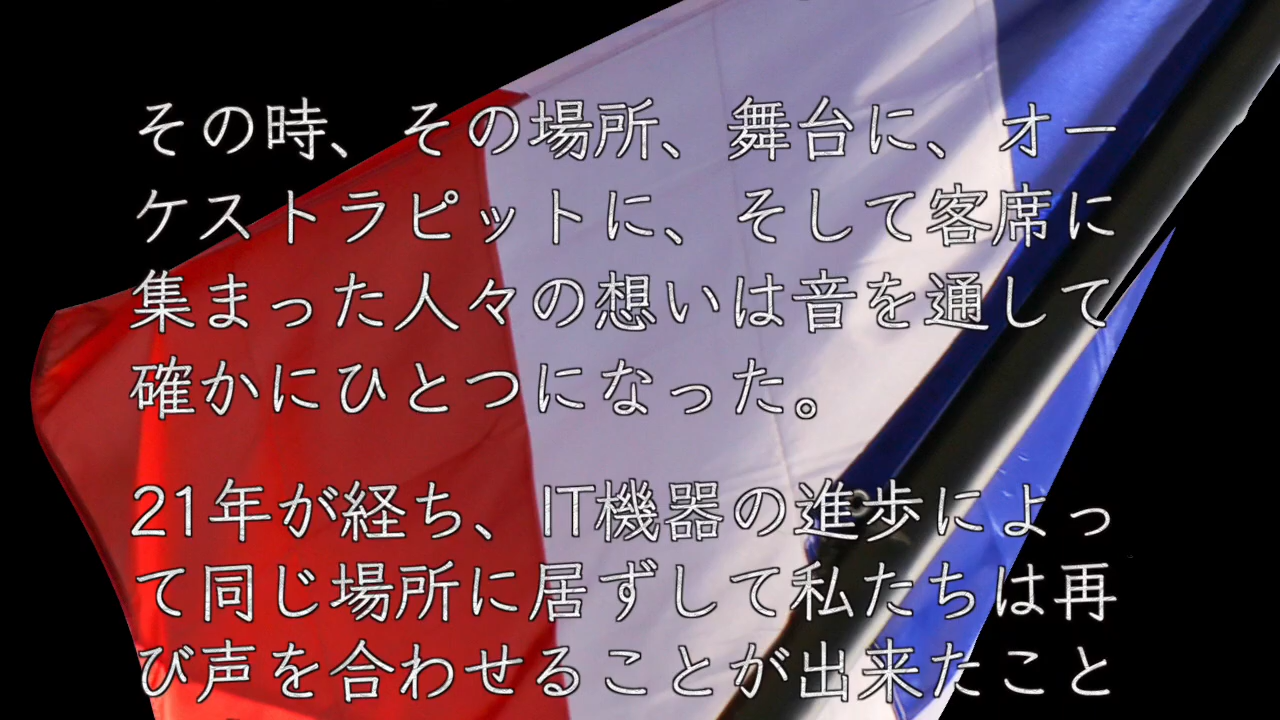 その時、その場所、舞台に、オー
ケストラピットに、そして客席に
集まった人々の想いは音を通して
確かにひとつになった。
21年が経ち、IT機器の進歩によっ
て同じ場所に居ずして私たちは再
び声を合わせることが出来たこと